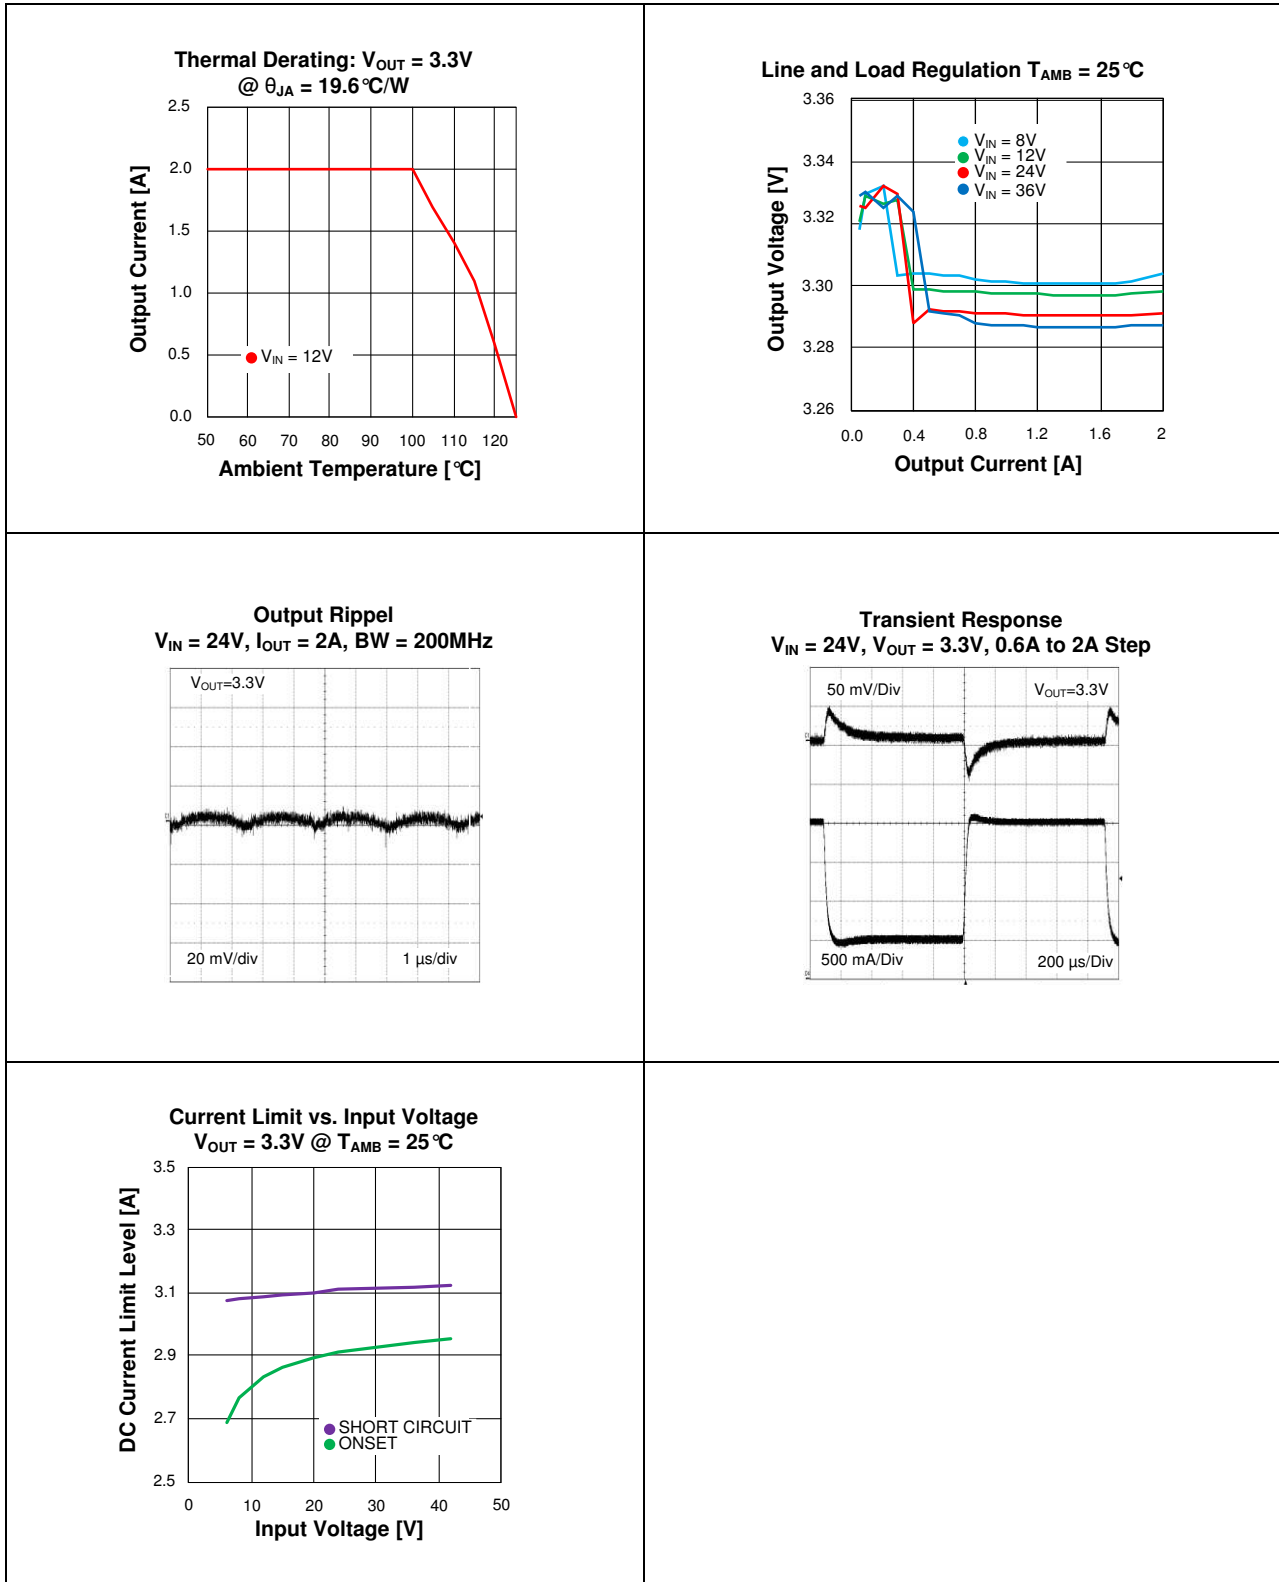 Thermal Derating: VOUT = 3.3V
@ θJA = 19.6°C/W
2.5
2.0
1.5
1.0
0.5
0.0
Output Current [A]
VIN = 12V
50 60 70 80 90 100 110 120
Ambient Temperature [°C]
Line and Load Regulation TAMB = 25°C
3.36
3.34
3.32
3.30
3.28
3.26
Output Voltage [V]
VIN = 8V
VIN = 12V
VIN = 24V
VIN = 36V
0.0 0.4 0.8 1.2 1.6 2
Output Current [A]
Output Rippel
VIN = 24V, IOUT = 2A, BW = 200MHz
VOUT=3.3V
20 mV/div 1 µs/div
Transient Response
VIN = 24V, VOUT = 3.3V, 0.6A to 2A Step
50 mV/Div VOUT=3.3V
500 mA/Div 200 µs/Div
Current Limit vs. Input Voltage
VOUT = 3.3V @ TAMB = 25°C
3.5
3.3
3.1
2.9
2.7
2.5
DC Current Limit Level [A]
SHORT CIRCUIT
ONSET
0 10 20 30 40 50
Input Voltage [V]